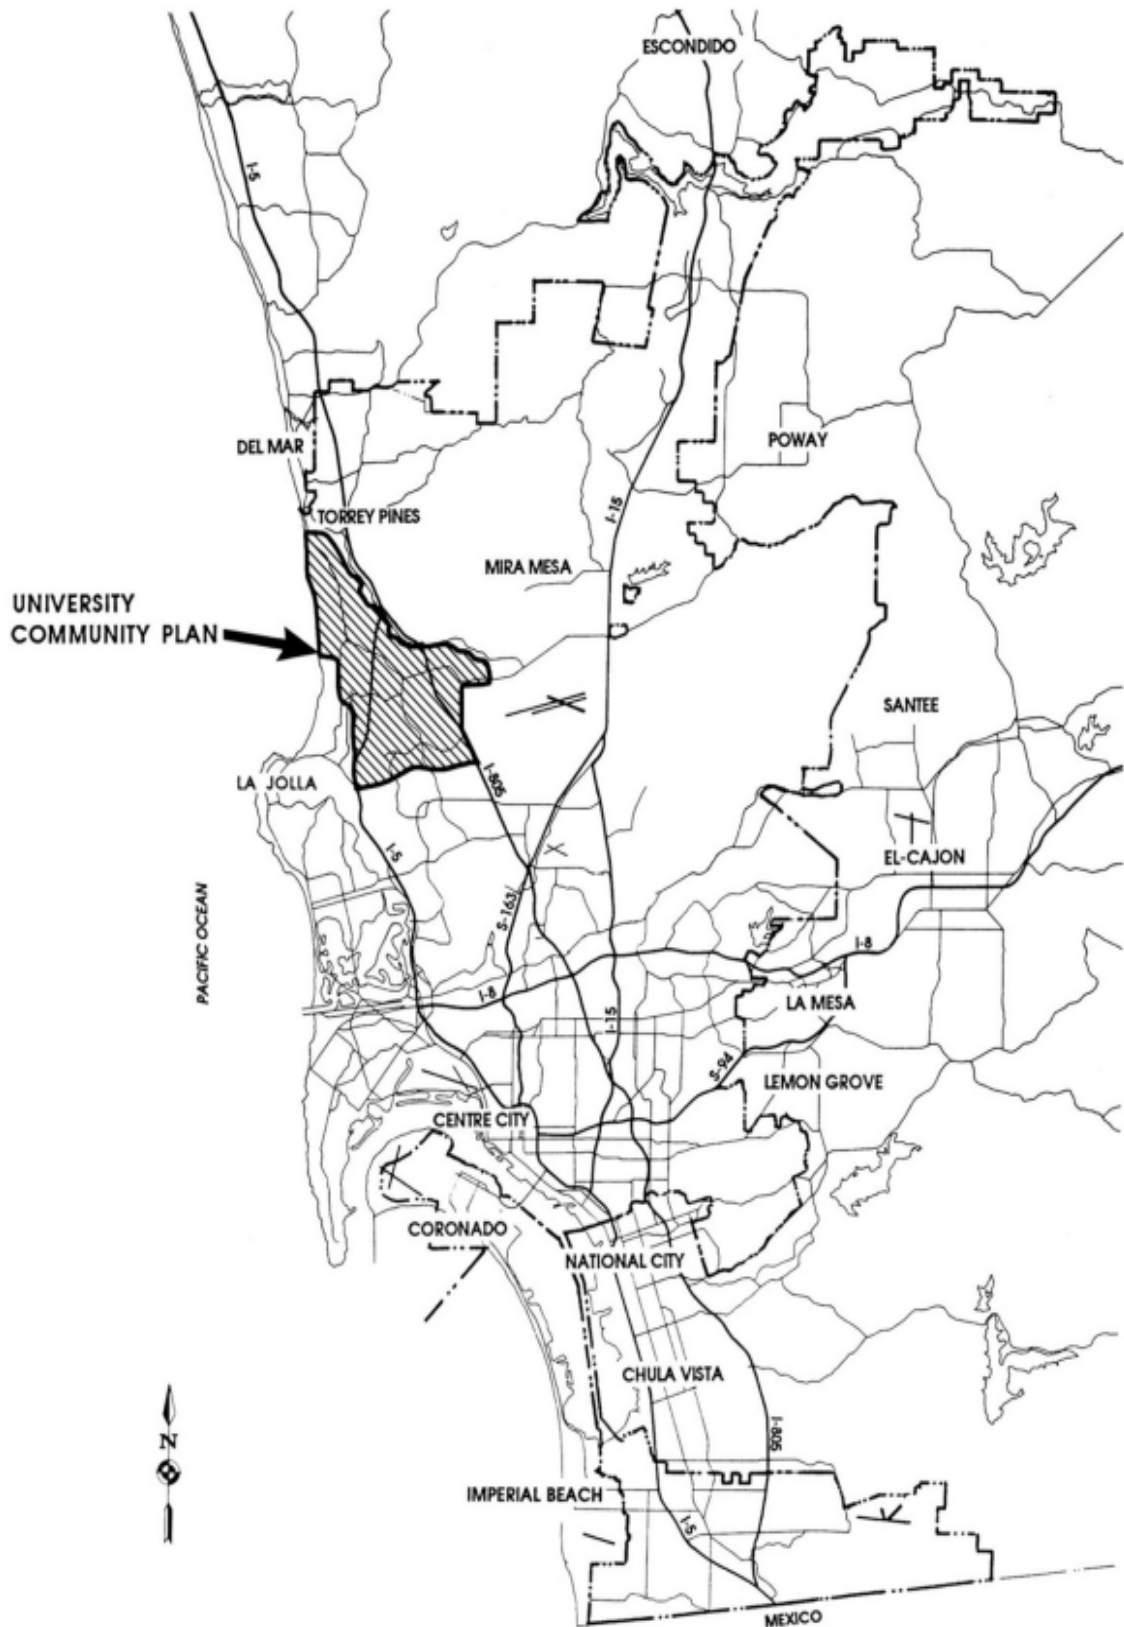 ESCONDIDO
I-5
DEL MAR
POWAY
I-15
TORREY PINES
MIRA MESA
UNIVERSITY
COMMUNITY PLAN
SANTEE
LA JOLLA
I-805
I-5
EL-CAJON
S-163
PACIFIC OCEAN
I-8
I-8
LA MESA
I-15
S-94
LEMON GROVE
CENTRE CITY
CORONADO
NATIONAL CITY
CHULA VISTA
I-805
N
IMPERIAL BEACH
I-5
MEXICO